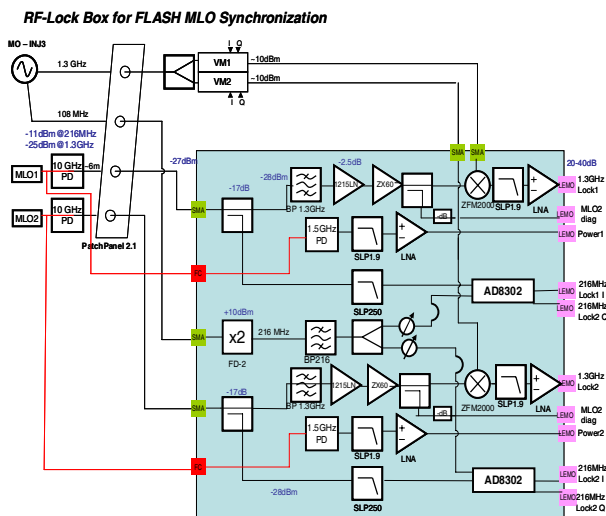 RF-Lock Box for FLASH MLO Synchronization
MO – INJ3
1.3 GHz
I Q
VM1
VM2
I Q
~10dBm
~10dBm
108 MHz
-11dBm@216MHz
-25dBm@1.3GHz
MLO1
10 GHz
PD
~6m
MLO2
10 GHz
PD
PatchPanel 2.1
-27dBm
SMA
SMA
SMA
-17dB
-28dBm
BP 1.3GHz
-2.5dB
1215LN
ZX60
-dB
ZFM2000
SLP1.9
LNA
20-40dB
LEMO
1.3GHz
Lock1
LEMO
MLO2
diag
LEMO
Power1
FC
1.5GHz
PD
SLP1.9
LNA
SLP250
AD8302
LEMO
216MHz
Lock1 I
LEMO
216MHz
Lock2 Q
SMA
+10dBm
x2
FD-2
216 MHz
BP216
SMA
-17dB
BP 1.3GHz
1215LN
ZX60
-dB
ZFM2000
SLP1.9
LNA
LEMO
1.3GHz
Lock2
LEMO
MLO2
diag
LEMO
Power2
FC
1.5GHz
PD
SLP1.9
LNA
-28dBm
SLP250
AD8302
LEMO
216MHz
Lock2 I
LEMO
216MHz
Lock2 Q